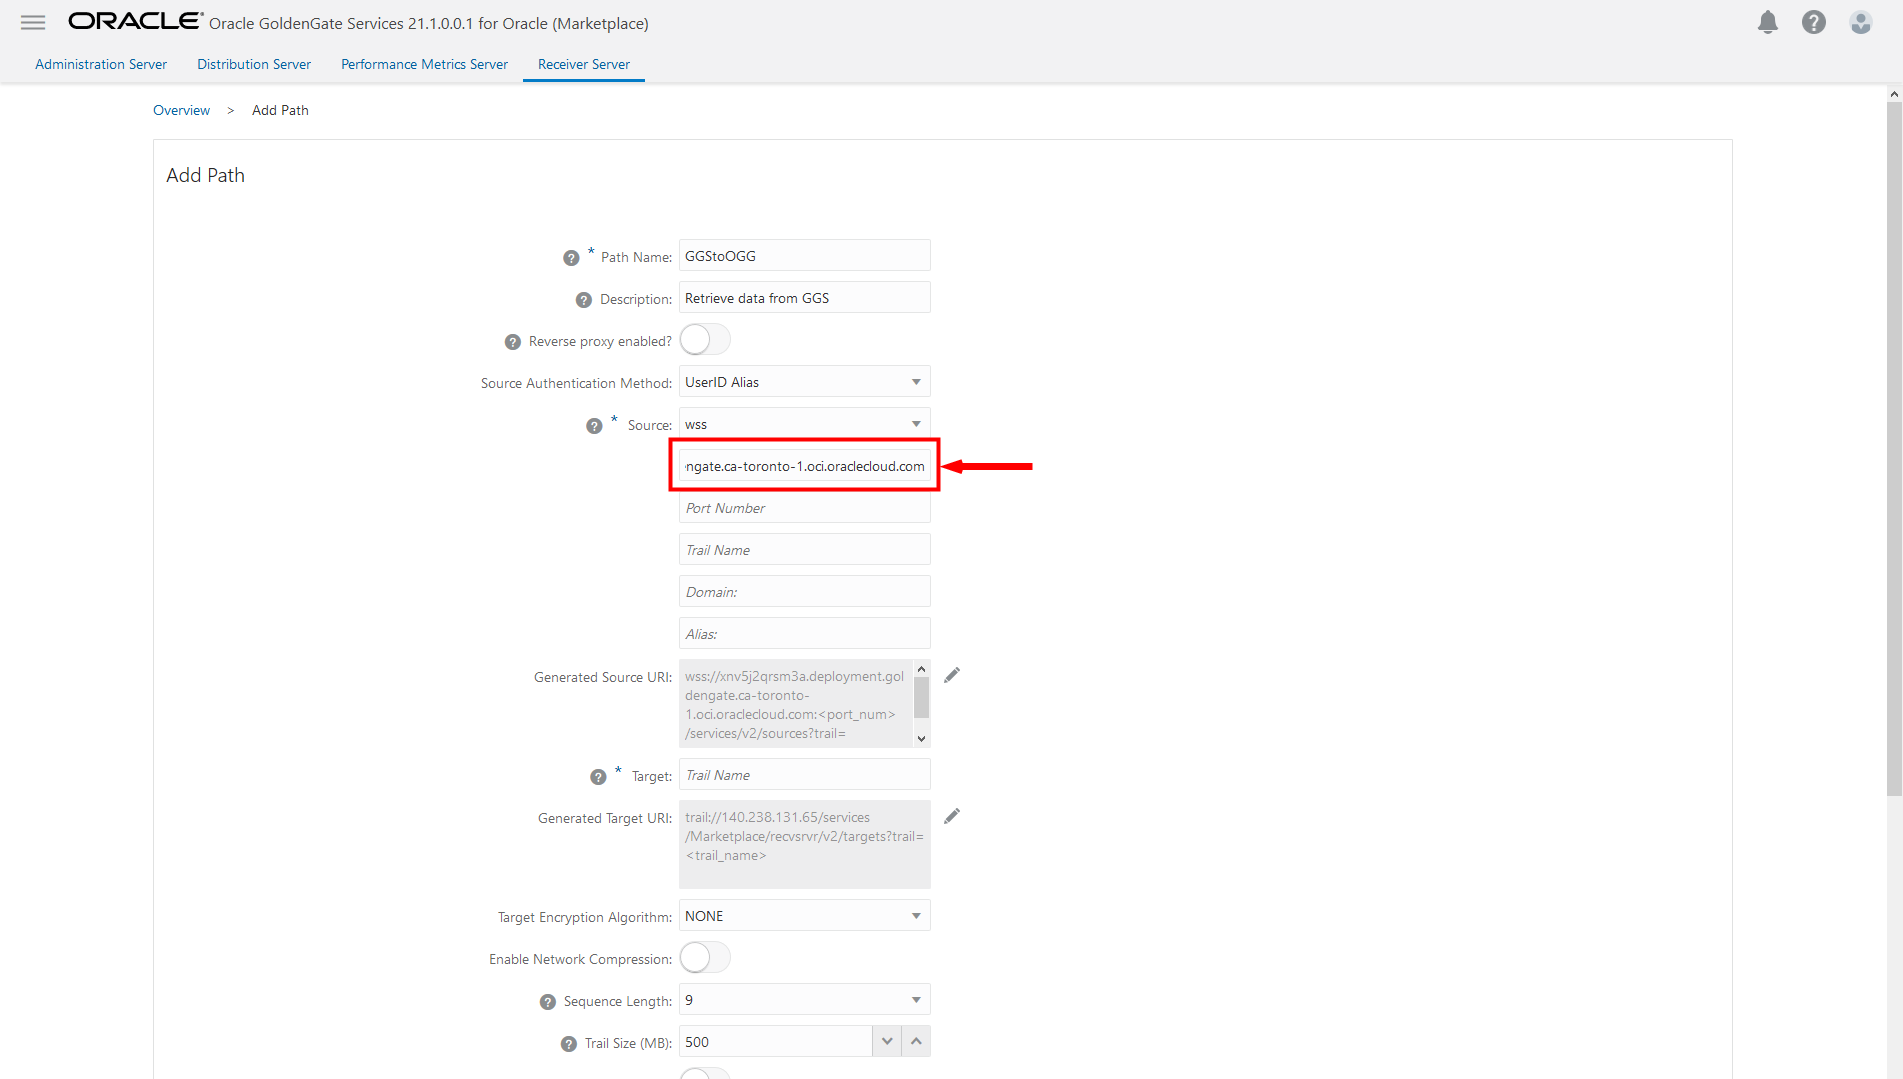 ORACLE Oracle GoldenGate Services 21.1.0.0.1 for Oracle (Marketplace)
Administration Server Distribution Server Performance Metrics Server Receiver Server
Overview > Add Path
Add Path
* Path Name: GGStoOGG
Description: Retrieve data from GGS
Reverse proxy enabled?
Source Authentication Method: UserID Alias
* Source: wss
ngate.ca-toronto-1.oci.oraclecloud.com
Port Number
Trail Name
Domain:
Alias:
Generated Source URI: wss://xnv5j2qrsm3a.deployment.gol
dengate.ca-toronto-
1.oci.oraclecloud.com:<port_num>
/services/v2/sources?trail=
* Target: Trail Name
Generated Target URI: trail://140.238.131.65/services
/Marketplace/recvsrvr/v2/targets?trail=
<trail_name>
Target Encryption Algorithm: NONE
Enable Network Compression:
Sequence Length: 9
Trail Size (MB): 500